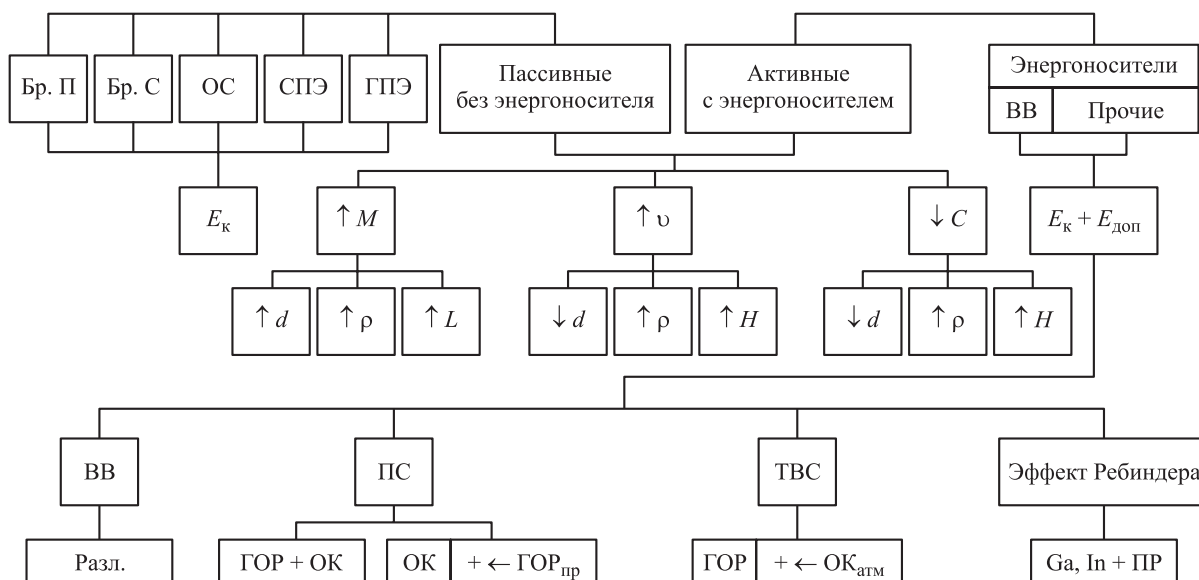 Бр. П
Бр. С
ОС
СПЭ
ГПЭ
Пассивные
без энергоносителя
Активные
с энергоносителем
Энергоносители
ВВ
Прочие
Eк
↑ M
↑ υ
↓ C
Eк + Eдоп
↑ d
↑ ρ
↑ L
↓ d
↑ ρ
↑ H
↓ d
↑ ρ
↑ H
ВВ
ПС
ТВС
Эффект Ребиндера
Разл.
ГОР + ОК
ОК
+ ← ГОРпр
ГОР
+ ← ОКатм
Ga, In + ПР